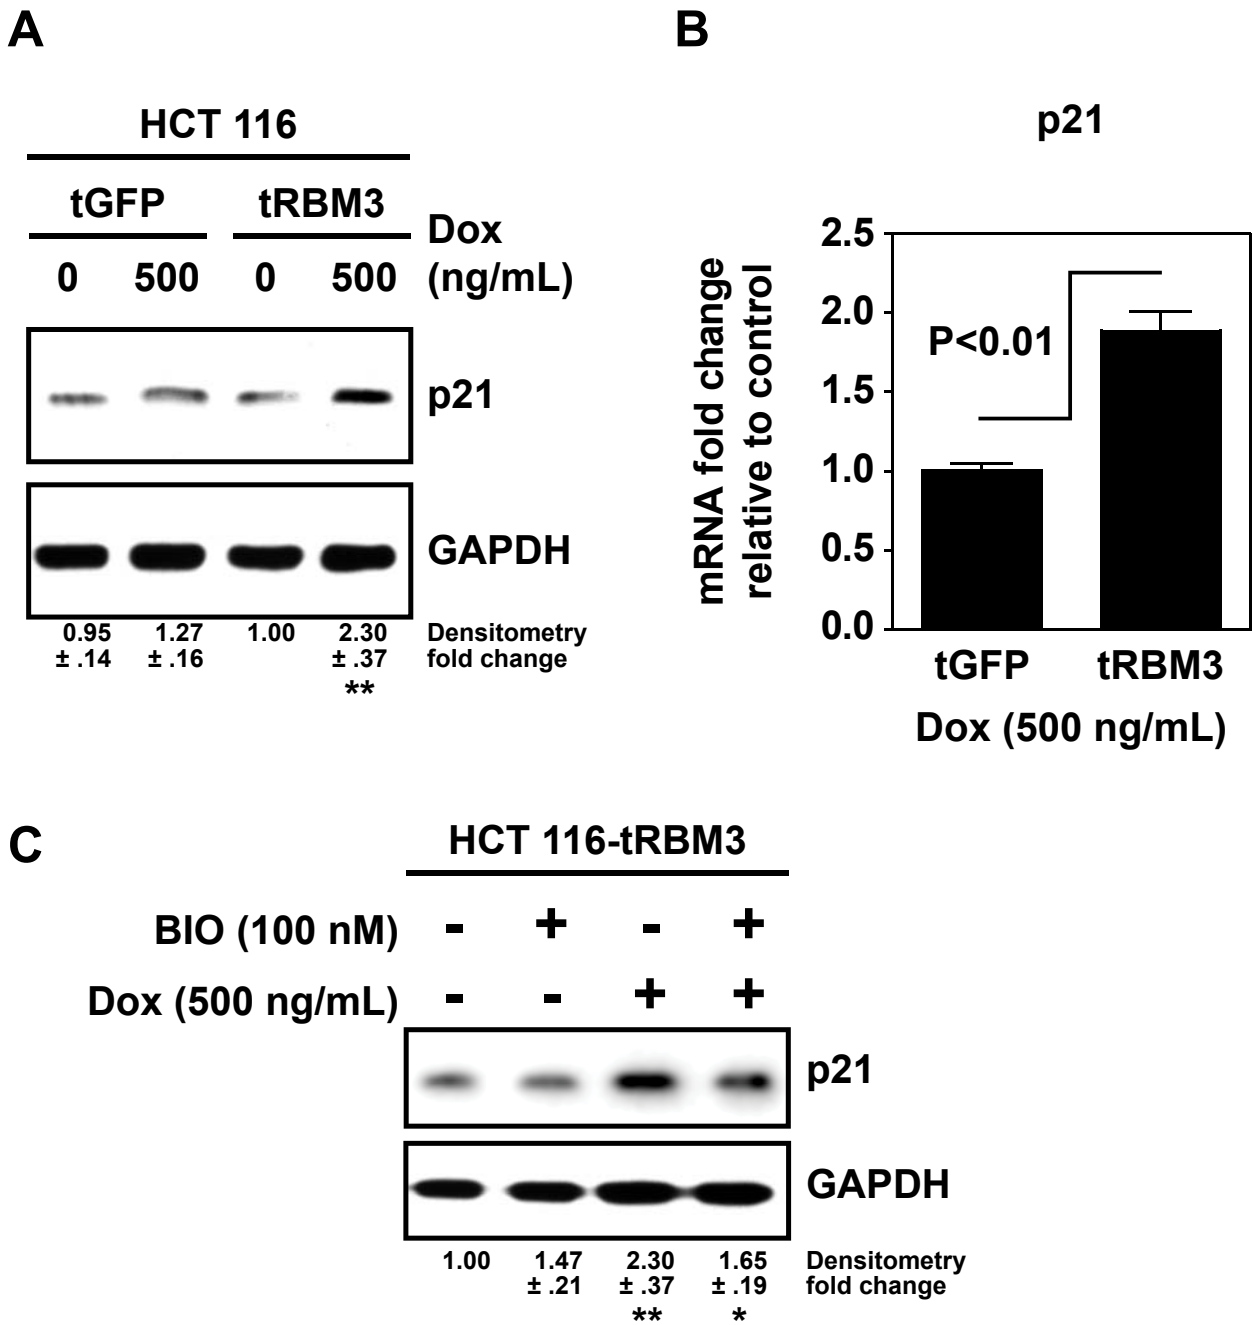 A
HCT 116
tGFP tRBM3
Dox
(ng/mL)
0 500 0 500
p21
GAPDH
0.95 1.27 1.00 2.30 Densitometry
± .14 ± .16 ± .37 fold change
**
B
p21
mRNA fold change
relative to control
2.5
2.0
1.5
1.0
0.5
0.0
P<0.01
tGFP tRBM3
Dox (500 ng/mL)
C
HCT 116-tRBM3
BIO (100 nM) - + - +
Dox (500 ng/mL) - - + +
p21
GAPDH
1.00 1.47 2.30 1.65 Densitometry
± .21 ± .37 ± .19 fold change
** *